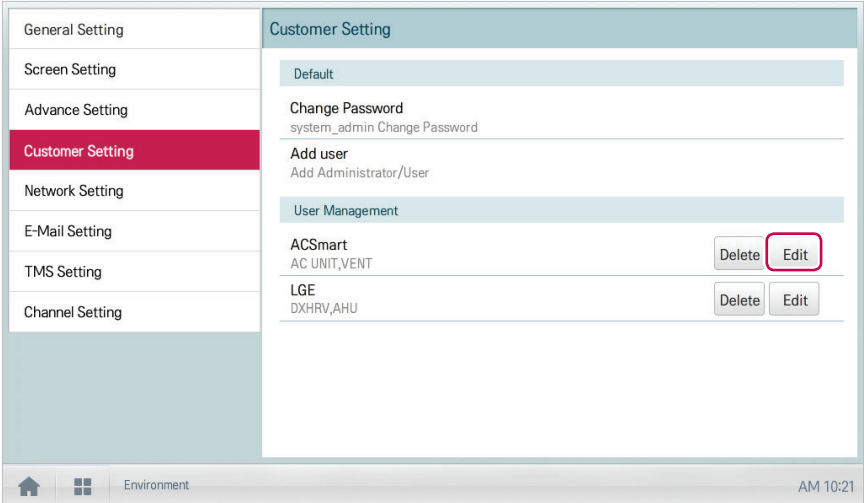 General Setting
Screen Setting
Advance Setting
Customer Setting
Network Setting
E-Mail Setting
TMS Setting
Channel Setting
Customer Setting
Default
Change Password
system_admin Change Password
Add user
Add Administrator/User
User Management
ACSmart
AC UNIT,VENT
Delete Edit
LGE
DXHRV,AHU
Delete Edit
Environment
AM 10:21